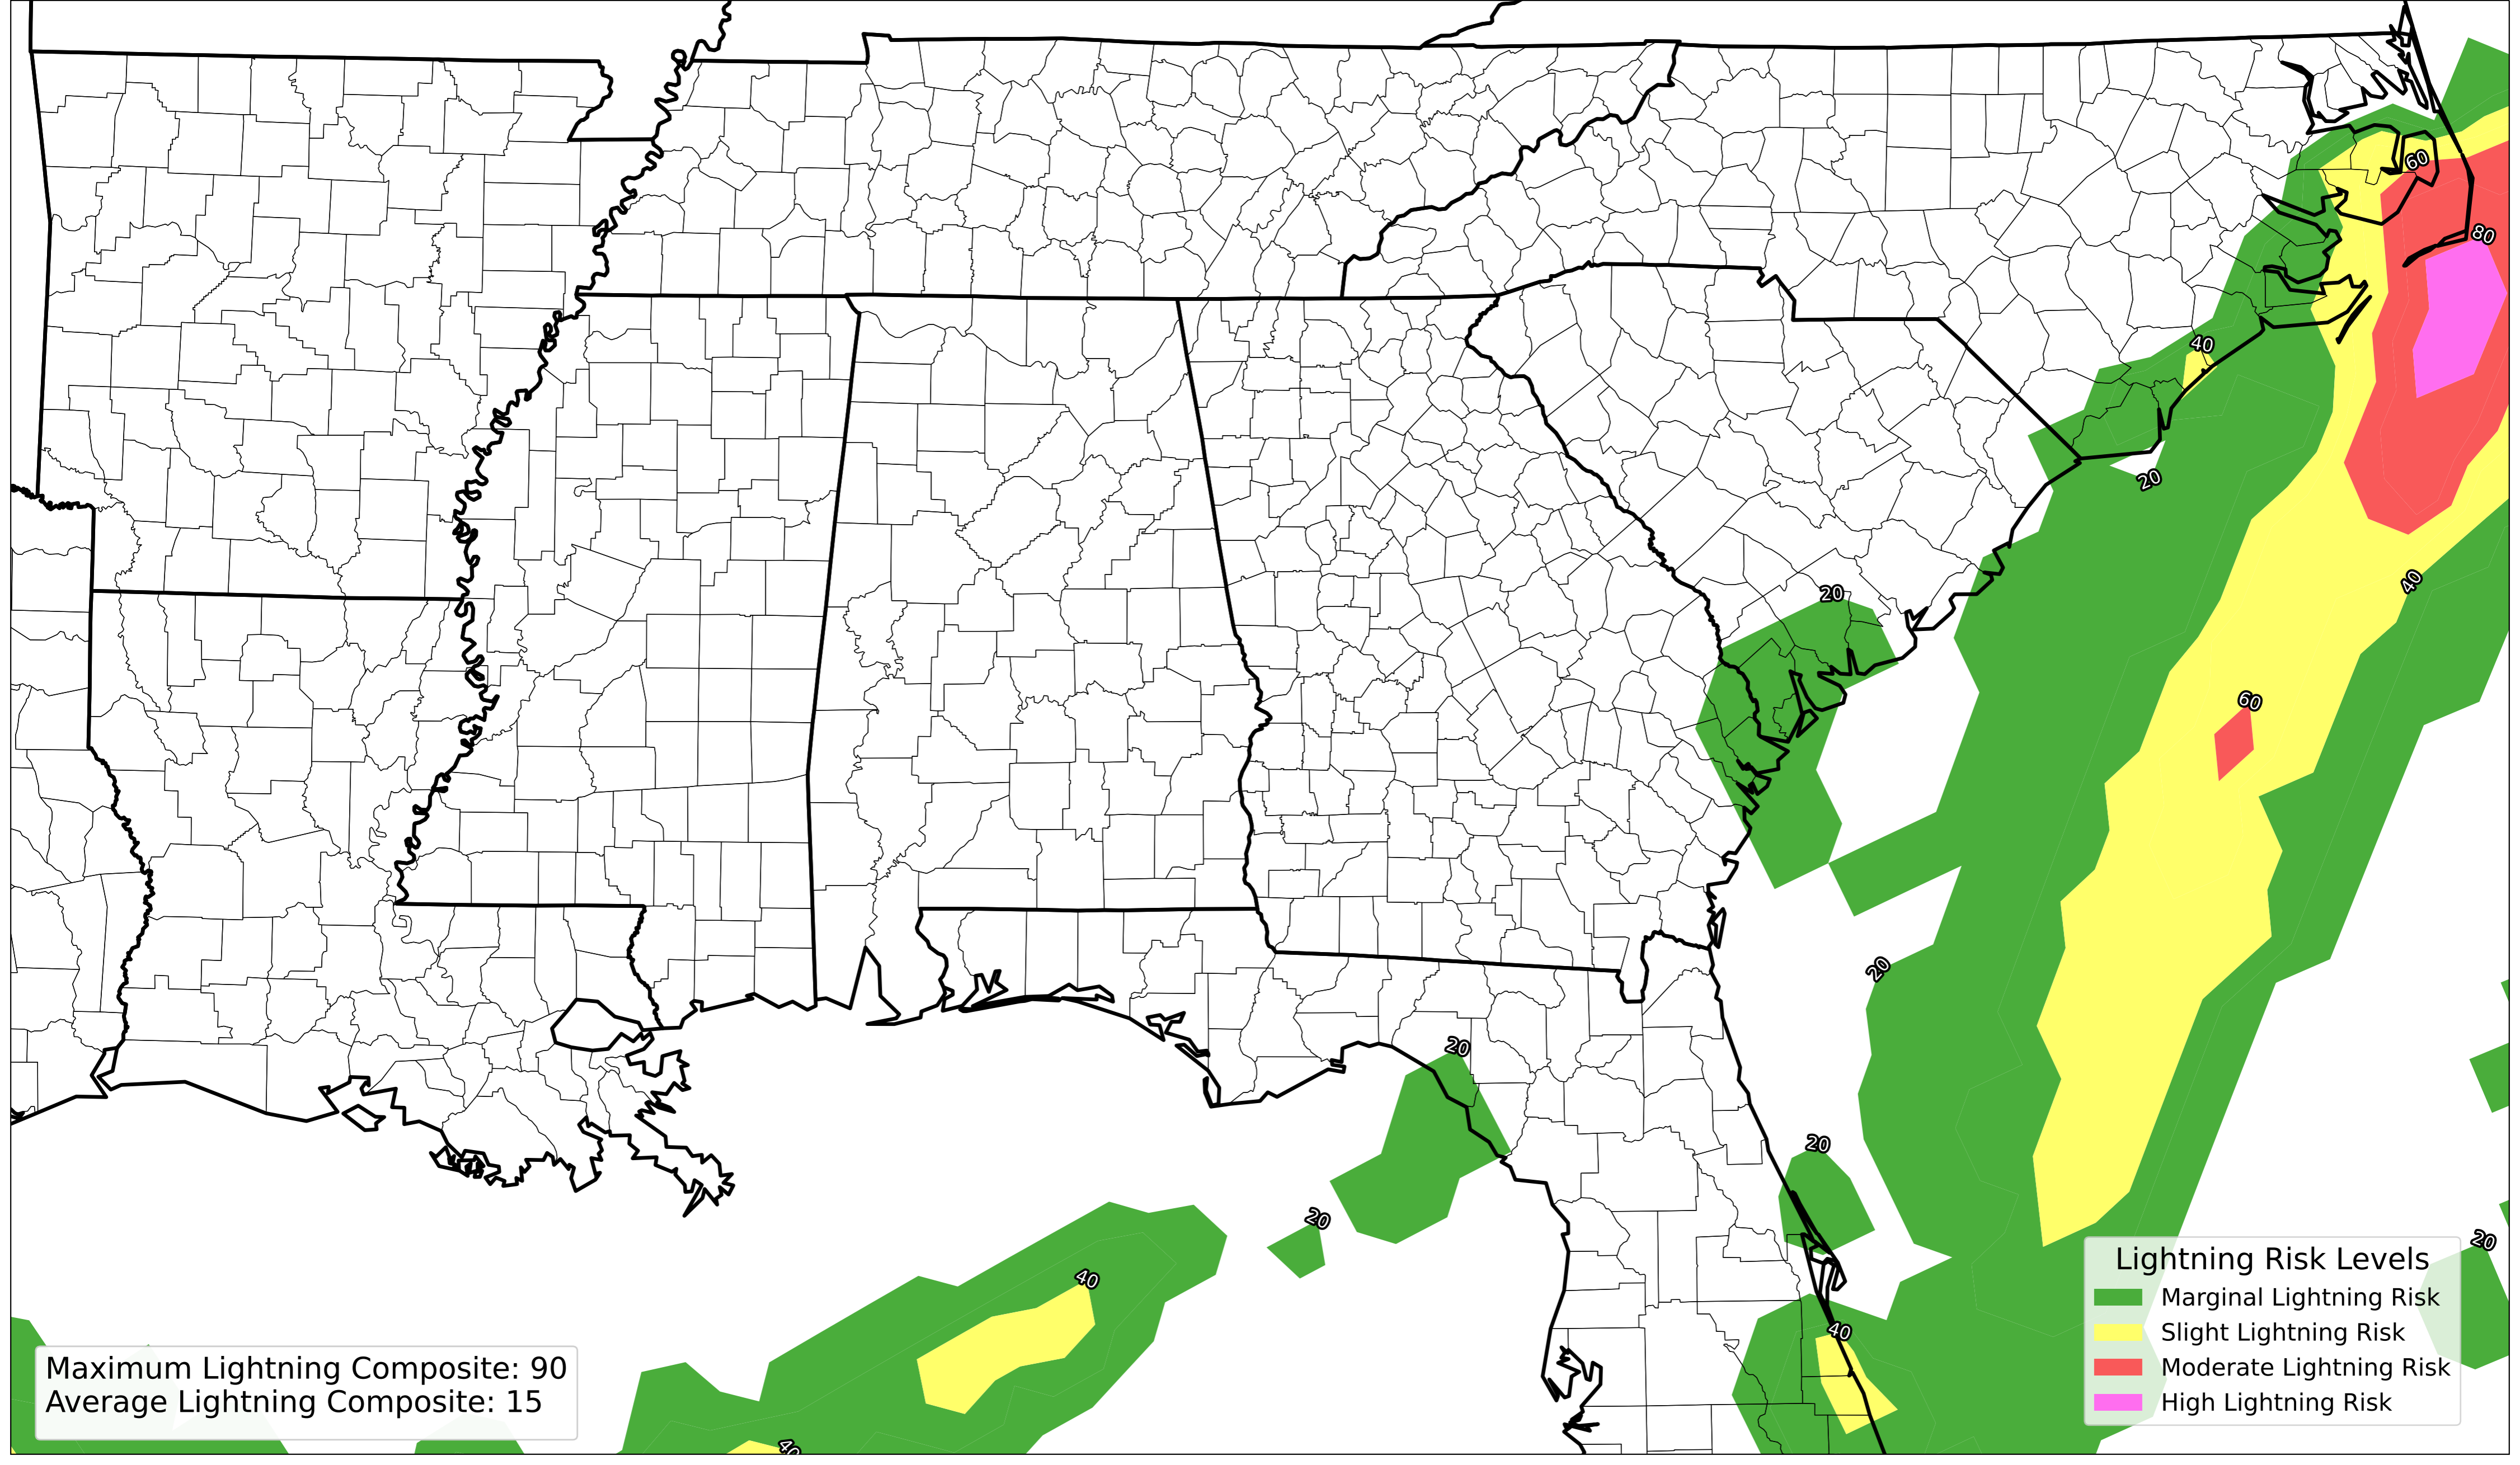 60
80
40
20
40
20
60
20
20
20
20
20
40
40
40
Lightning Risk Levels
Marginal Lightning Risk
Slight Lightning Risk
Moderate Lightning Risk
High Lightning Risk
Maximum Lightning Composite: 90
Average Lightning Composite: 15